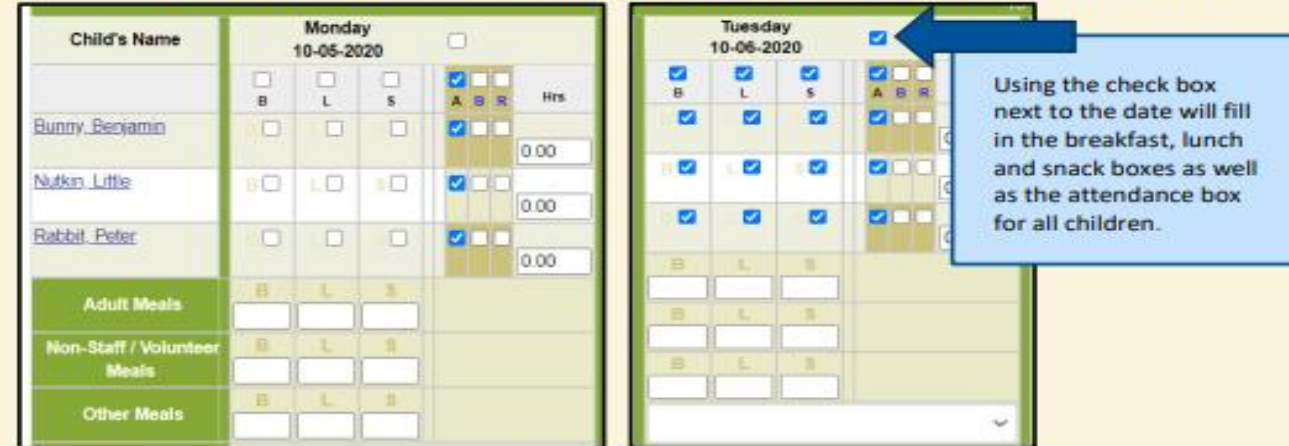 Child's Name
Monday
10-05-2020
B L S A B R Hrs
Bunny, Benjamin
0.00
Nutkin, Little
B L S
0.00
Rabbit, Peter
0.00
Adult Meals
B L S
Non-Staff / Volunteer
Meals
B L S
Other Meals
B L S
Tuesday
10-06-2020
B L S A B R
B L S
B L S
B L S
Using the check box
next to the date will fill
in the breakfast, lunch
and snack boxes as well
as the attendance box
for all children.